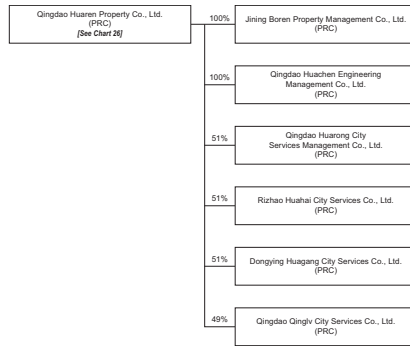 Qingdao Huaren Property Co., Ltd.
(PRC)
[See Chart 26]
100%
Jining Boren Property Management Co., Ltd.
(PRC)
100%
Qingdao Huachen Engineering
Management Co., Ltd.
(PRC)
51%
Qingdao Huarong City
Services Management Co., Ltd.
(PRC)
51%
Rizhao Huahai City Services Co., Ltd.
(PRC)
51%
Dongying Huagang City Services Co., Ltd.
(PRC)
49%
Qingdao Qinglv City Services Co., Ltd.
(PRC)